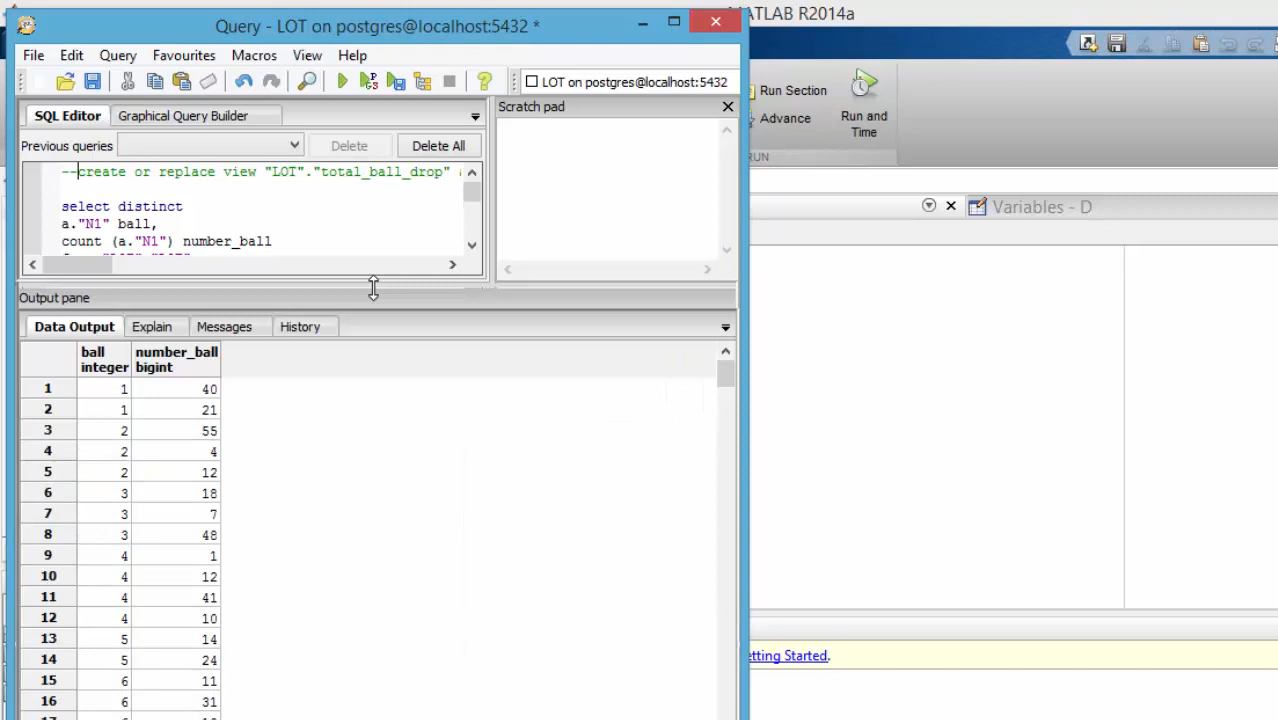 Query - LOT on postgres@localhost:5432 *
MATLAB R2014a
File Edit Query Favourites Macros View Help
LOT on postgres@localhost:5432
Run Section
Advance
Run and
Time
RUN
SQL Editor
Graphical Query Builder
Scratch pad
Previous queries
Delete
Delete All
--create or replace view "LOT"."total_ball_drop"
select distinct
a."N1" ball,
count (a."N1") number_ball
Variables - D
Output pane
Data Output
Explain
Messages
History
ball
integer
number_ball
bigint
1 1 40
2 1 21
3 2 55
4 2 4
5 2 12
6 3 18
7 3 7
8 3 48
9 4 1
10 4 12
11 4 41
12 4 10
13 5 14
14 5 24
15 6 11
16 6 31
etting Started.